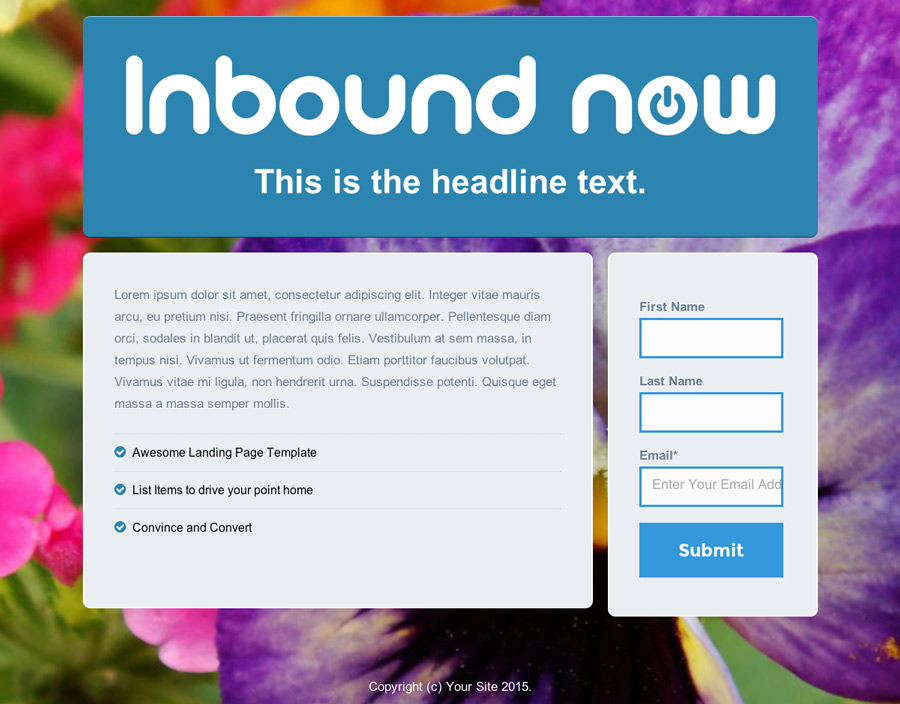 Inbound now
This is the headline text.
Lorem ipsum dolor sit amet, consectetur adipiscing elit. Integer vitae mauris
arcu, eu pretium nisi. Praesent fringilla ornare ullamcorper. Pellentesque diam
orci, sodales in blandit ut, placerat quis felis. Vestibulum at sem massa, in
tempus nisi. Vivamus ut fermentum odio. Etiam porttitor faucibus volutpat.
Vivamus vitae mi ligula, non hendrerit urna. Suspendisse potenti. Quisque eget
massa a massa semper mollis.
Awesome Landing Page Template
List Items to drive your point home
Convince and Convert
First Name
Last Name
Email*
Enter Your Email Add
Submit
Copyright (c) Your Site 2015.